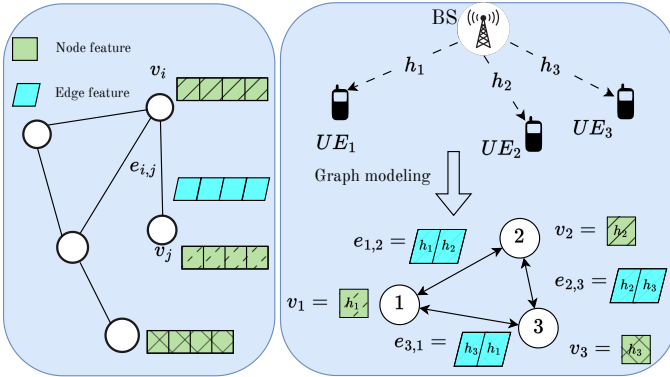 Node feature
Edge feature
v_i
e_{i,j}
v_j
BS
h_1
h_2
h_3
UE_1
UE_2
UE_3
Graph modeling
e_{1,2} = h_1 h_2
2
v_2 = h_2
e_{2,3} = h_2 h_3
v_1 = h_1
1
3
e_{3,1} = h_3 h_1
v_3 = h_3